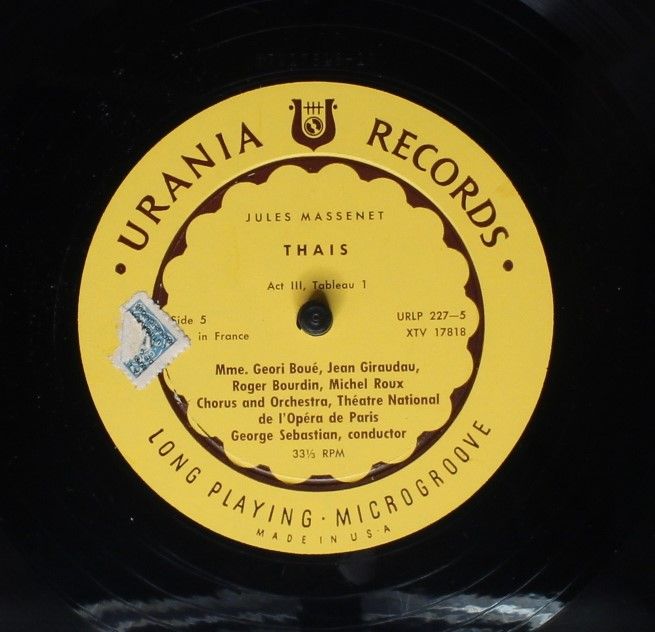 URANIA RECORDS
JULES MASSENET
THAIS
Act III, Tableau 1
Side 5
URLP 227—5
in France
XTV 17818
Mme. Geori Boué, Jean Giraudau,
Roger Bourdin, Michel Roux
Chorus and Orchestra, Théatre National
de l'Opéra de Paris
George Sebastian, conductor
33⅓ RPM
LONG PLAYING · MICROGROOVE
MADE IN U·S·A